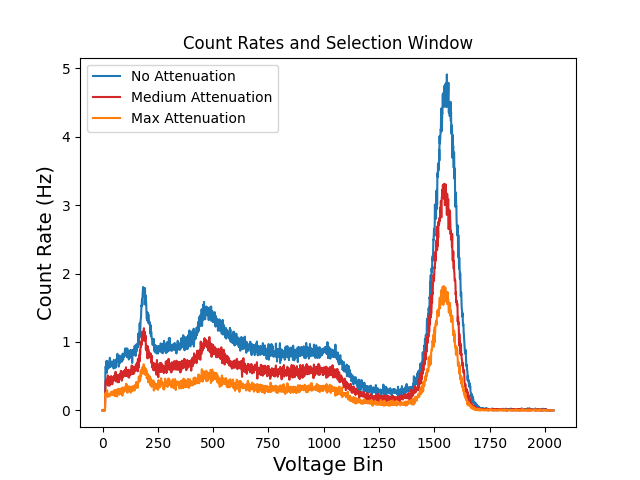 Count Rates and Selection Window
No Attenuation
Medium Attenuation
Max Attenuation
Count Rate (Hz)
5
4
3
2
1
0
0 250 500 750 1000 1250 1500 1750 2000
Voltage Bin